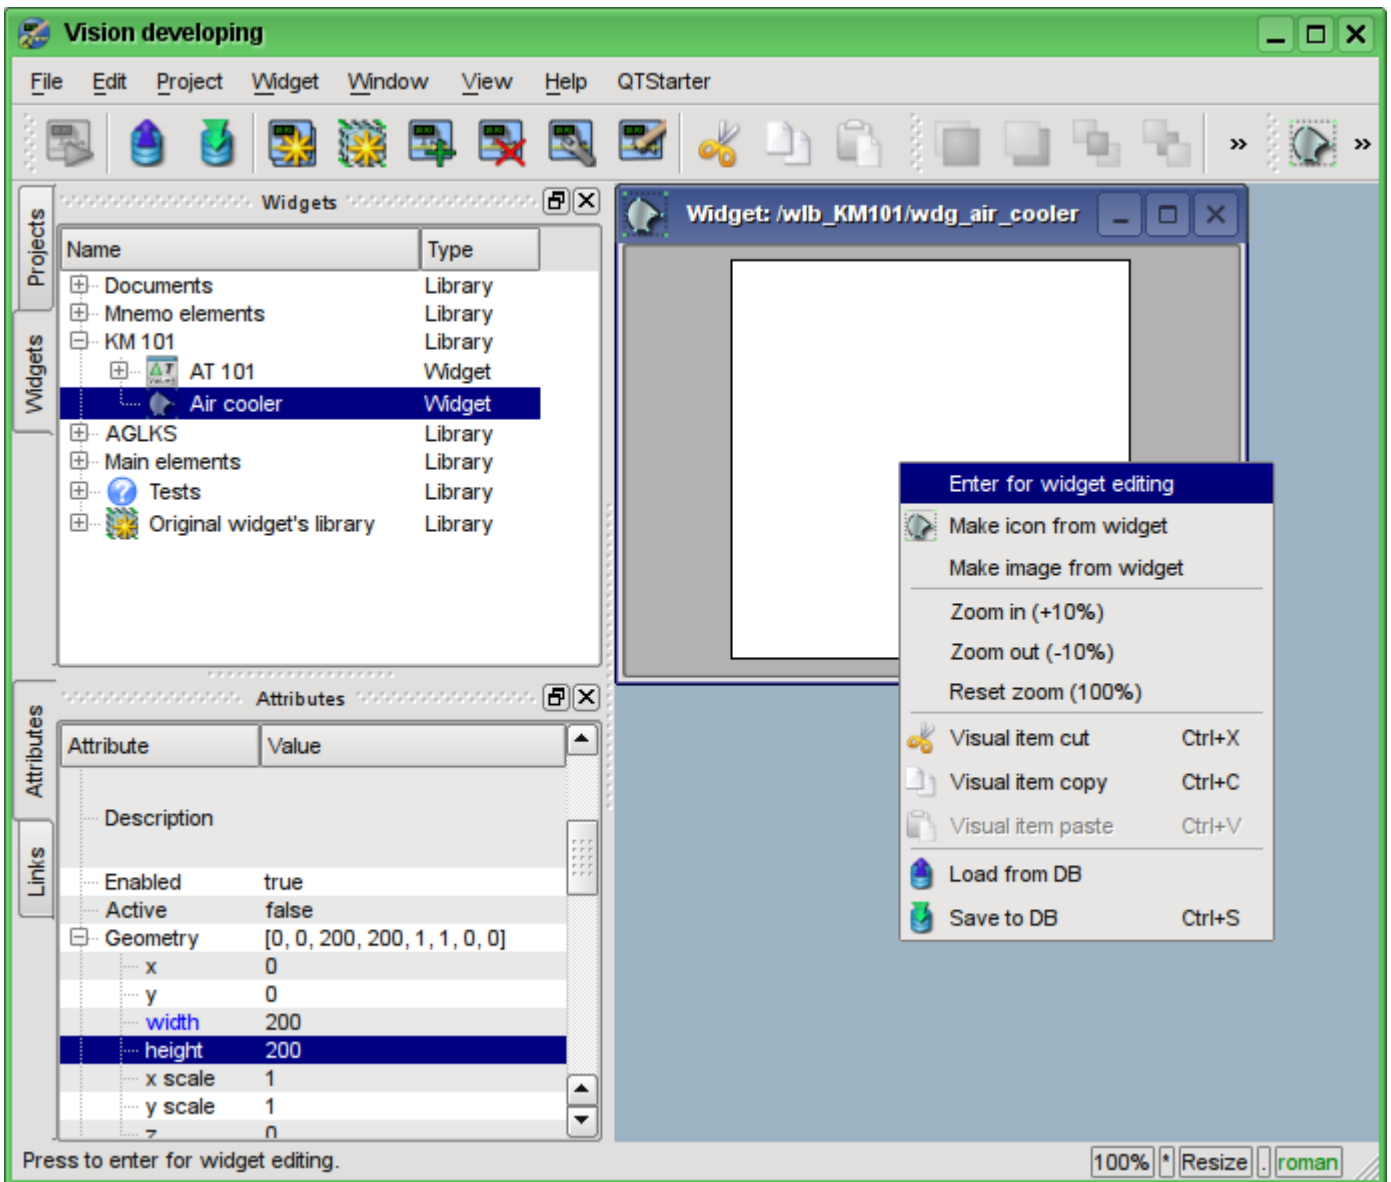 Vision developing
File Edit Project Widget Window View Help QTStarter
» »
Projects
Widgets
Widgets
Name Type
Documents Library
Mnemo elements Library
KM 101 Library
AT 101 Widget
Air cooler Widget
AGLKS Library
Main elements Library
Tests Library
Original widget's library Library
Attributes
Links
Attributes
Attribute Value
Description
Enabled true
Active false
Geometry [0, 0, 200, 200, 1, 1, 0, 0]
x 0
y 0
width 200
height 200
x scale 1
y scale 1
z 0
Widget: /wlb_KM101/wdg_air_cooler
Enter for widget editing
Make icon from widget
Make image from widget
Zoom in (+10%)
Zoom out (-10%)
Reset zoom (100%)
Visual item cut Ctrl+X
Visual item copy Ctrl+C
Visual item paste Ctrl+V
Load from DB
Save to DB Ctrl+S
Press to enter for widget editing.
100% * Resize . roman